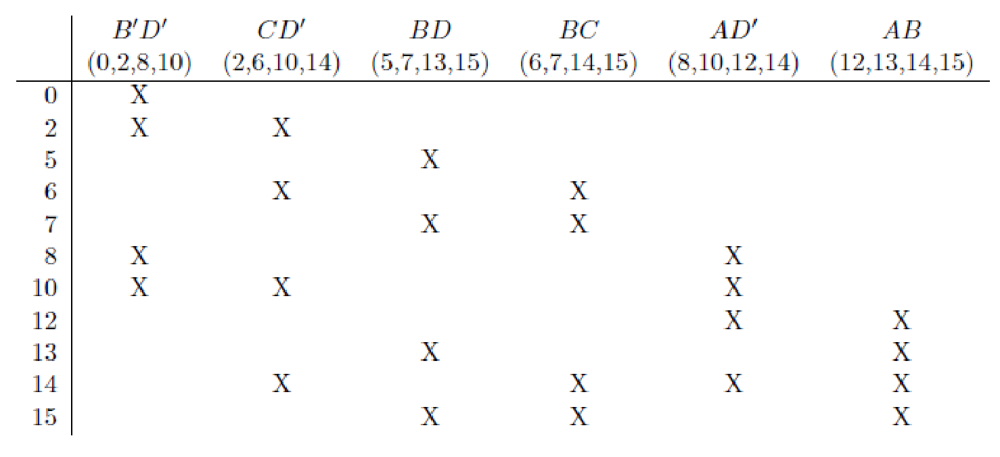 B′D′ CD′ BD BC AD′ AB
(0,2,8,10) (2,6,10,14) (5,7,13,15) (6,7,14,15) (8,10,12,14) (12,13,14,15)
0 X
2 X X
5 X
6 X X
7 X X
8 X X
10 X X X
12 X X
13 X X
14 X X X X
15 X X X